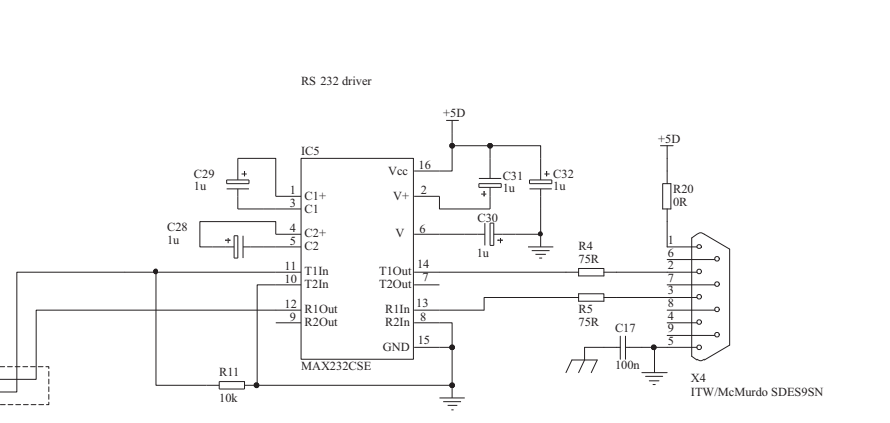 RS 232 driver
+5D
IC5
Vcc 16
C29
1u
+
C31
1u
+
C32
1u
+
+5D
1 C1+
V+ 2
3 C1
R20
0R
C28
1u
+
4 C2+
5 C2
V 6
C30
1u
+
R4
75R
11 T1In
T1Out 14
10 T2In
T2Out 7
12 R1Out
R1In 13
9 R2Out
R2In 8
R5
75R
1
6
2
7
3
8
4
9
5
C17
100n
GND 15
MAX232CSE
R11
10k
X4
ITW/McMurdo SDES9SN